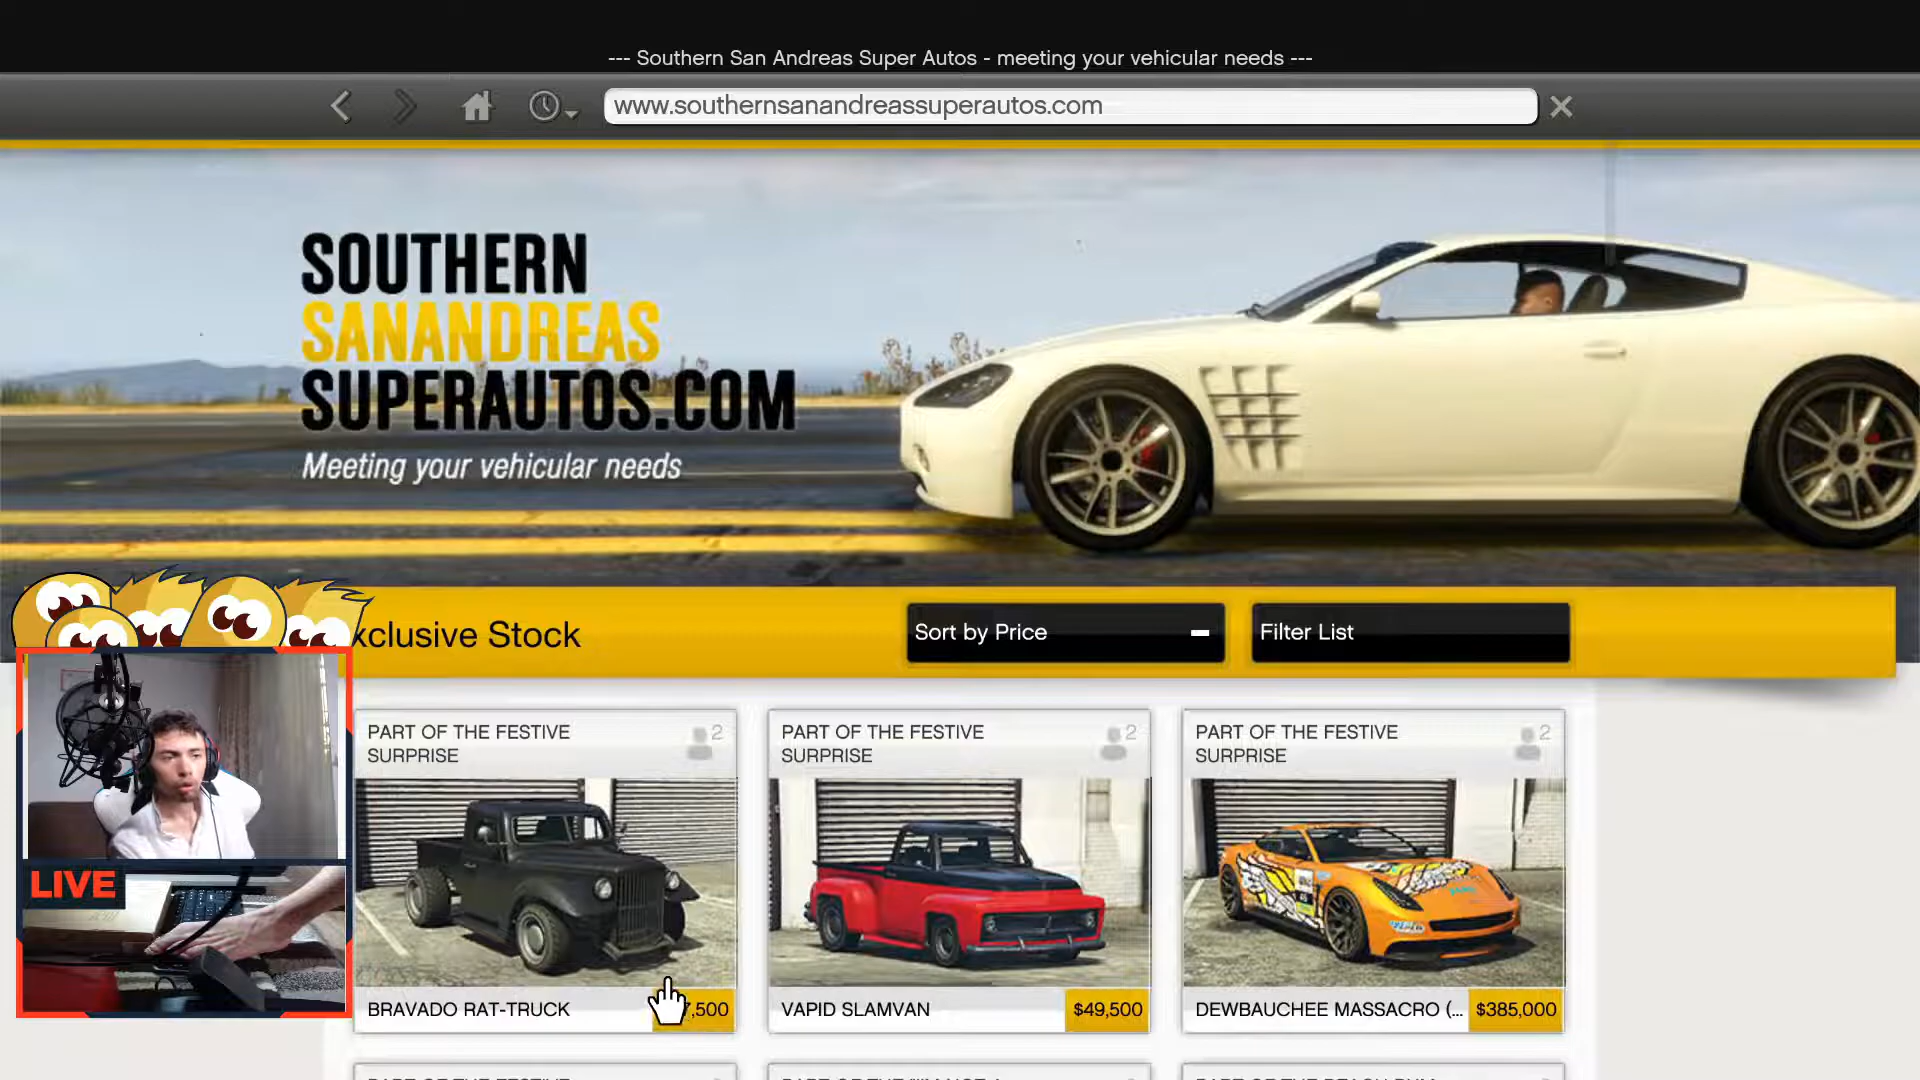 --- Southern San Andreas Super Autos - meeting your vehicular needs ---
www.southernsanandreassuperautos.com
SOUTHERN
SANANDREAS
SUPERAUTOS.COM
Meeting your vehicular needs
xclusive Stock
Sort by Price
Filter List
PART OF THE FESTIVE
SURPRISE
2
PART OF THE FESTIVE
SURPRISE
2
PART OF THE FESTIVE
SURPRISE
2
LIVE
BRAVADO RAT-TRUCK
7,500
VAPID SLAMVAN
$49,500
DEWBAUCHEE MASSACRO (...
$385,000